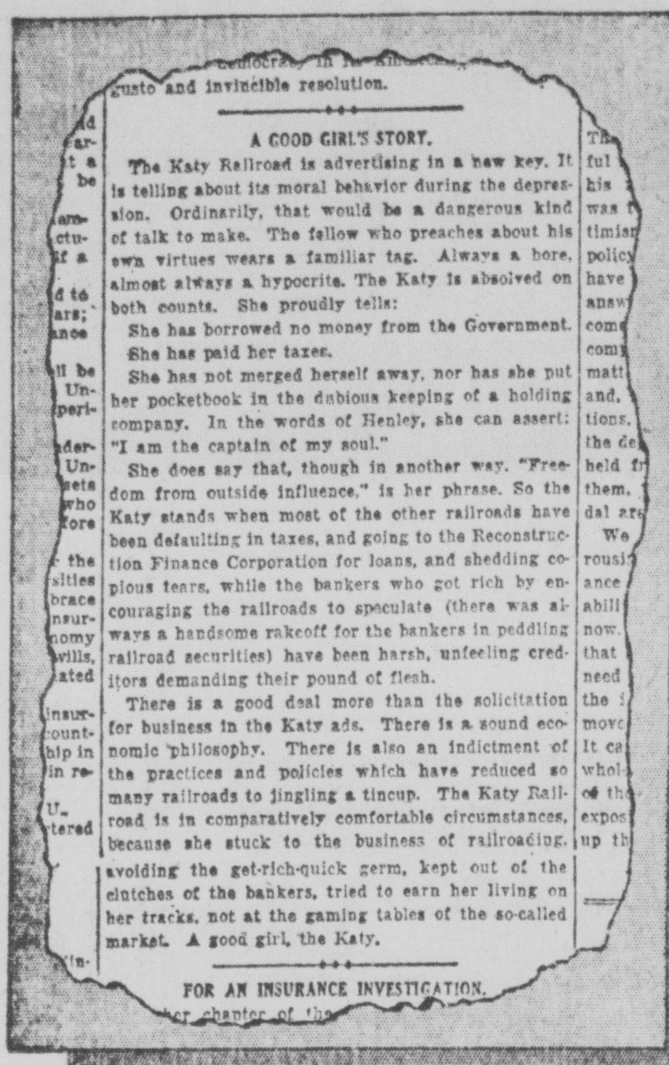 gusto and invincible resolution.
A GOOD GIRL'S STORY.
The Katy Railroad is advertising in a new key. It
is telling about its moral behavior during the depres-
sion. Ordinarily, that would be a dangerous kind
of talk to make. The fellow who preaches about his
own virtues wears a familiar tag. Always a bore,
almost always a hypocrite. The Katy is absolved on
both counts. She proudly tells:
She has borrowed no money from the Government.
She has paid her taxes.
She has not merged herself away, nor has she put
her pocketbook in the dubious keeping of a holding
company. In the words of Henley, she can assert:
"I am the captain of my soul."
She does say that, though in another way. "Free-
dom from outside influence," is her phrase. So the
Katy stands when most of the other railroads have
been defaulting in taxes, and going to the Reconstruc-
tion Finance Corporation for loans, and shedding co-
pious tears, while the bankers who got rich by en-
couraging the railroads to speculate (there was al-
ways a handsome rakeoff for the bankers in peddling
railroad securities) have been harsh, unfeeling cred-
itors demanding their pound of flesh.
There is a good deal more than the solicitation
for business in the Katy ads. There is a sound eco-
nomic philosophy. There is also an indictment of
the practices and policies which have reduced so
many railroads to jingling a tincup. The Katy Rail-
road is in comparatively comfortable circumstances,
because she stuck to the business of railroading,
avoiding the get-rich-quick germ, kept out of the
clutches of the bankers, tried to earn her living on
her tracks, not at the gaming tables of the so-called
market. A good girl, the Katy.
FOR AN INSURANCE INVESTIGATION.
chapter of the